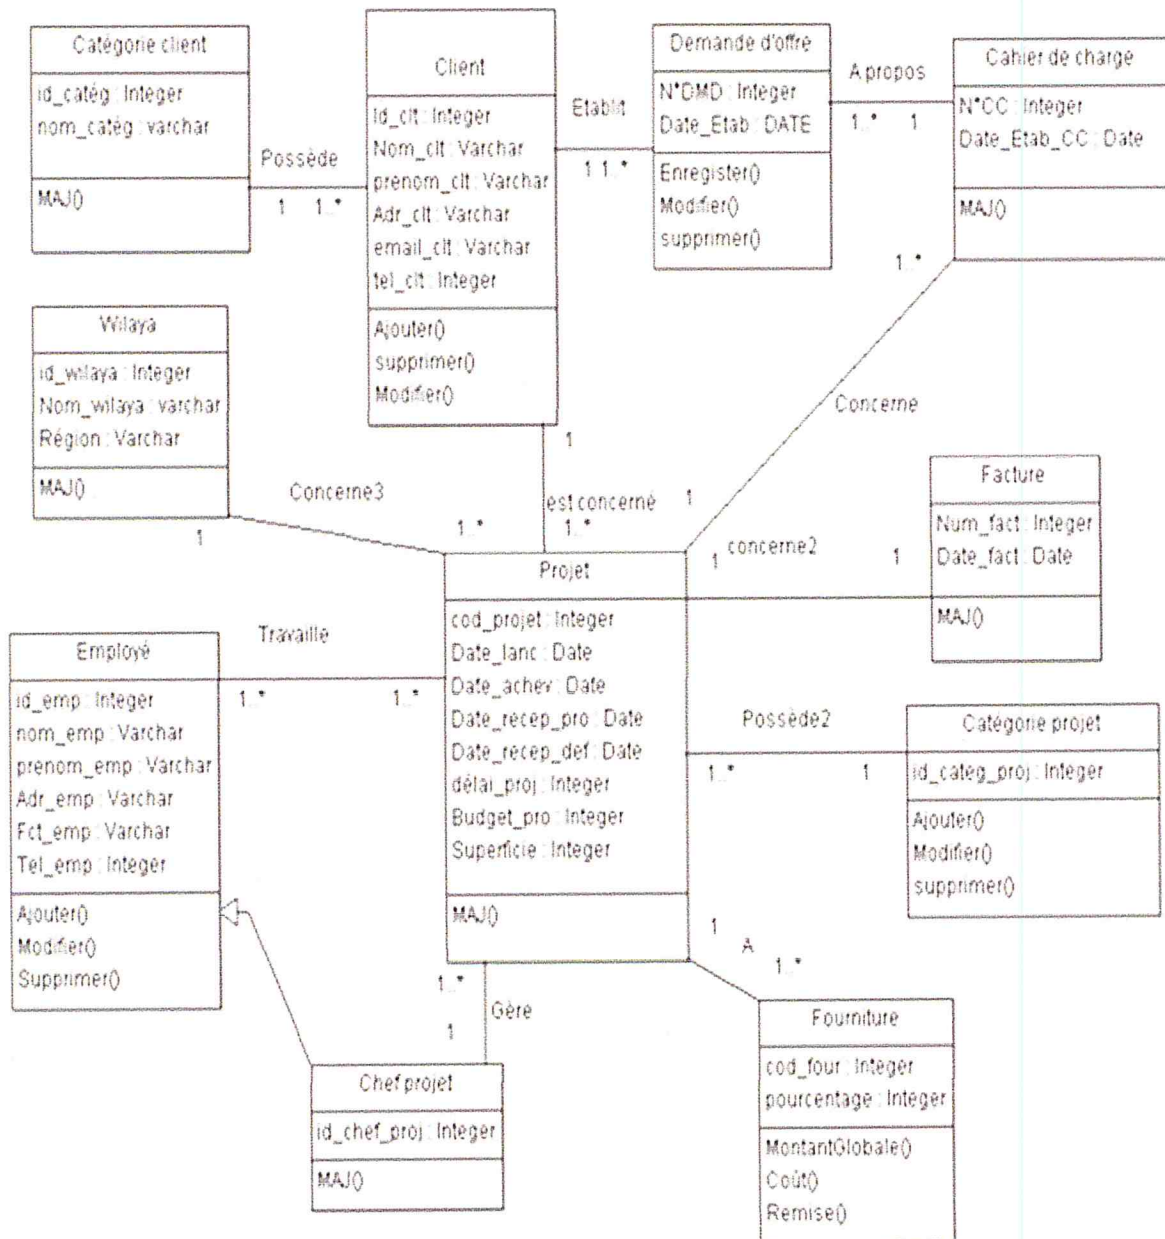 Catégorie client
id_catég : Integer
nom_catég : varchar
MAJ()
Possède
1 1..*
Client
Id_clt : Integer
Nom_clt : Varchar
prenom_clt : Varchar
Adr_clt : Varchar
email_clt : Varchar
tel_clt : Integer
Ajouter()
supprimer()
Modifier()
Etablit
1 1..*
Demande d'offre
N°DMD : Integer
Date_Etab : DATE
Enregister()
Modifier()
supprimer()
A propos
1..* 1
Cahier de charge
N°CC : Integer
Date_Etab_CC : Date
MAJ()
1..*
Concerne
1
Wilaya
id_wilaya : Integer
Nom_wilaya : varchar
Région : Varchar
MAJ()
Concerne3
1
1..*
1
est concerné
1..*
Facture
Num_fact : Integer
Date_fact : Date
MAJ()
1 concerne2 1
Projet
cod_projet : Integer
Date_lanc : Date
Date_achev : Date
Date_recep_pro : Date
Date_recep_def : Date
délai_proj : Integer
Budget_pro : Integer
Superficie : Integer
MAJ()
Travaille
1..* 1..*
Employé
id_emp : Integer
nom_emp : Varchar
prenom_emp : Varchar
Adr_emp : Varchar
Fct_emp : Varchar
Tel_emp : Integer
Ajouter()
Modifier()
Supprimer()
Possède2
1..* 1
Catégorie projet
id_categ_proj : Integer
Ajouter()
Modifier()
supprimer()
1
A
1..*
1..*
Gère
1
Chef projet
id_chef_proj : Integer
MAJ()
Fourniture
cod_four : Integer
pourcentage : Integer
MontantGlobale()
Coût()
Remise()